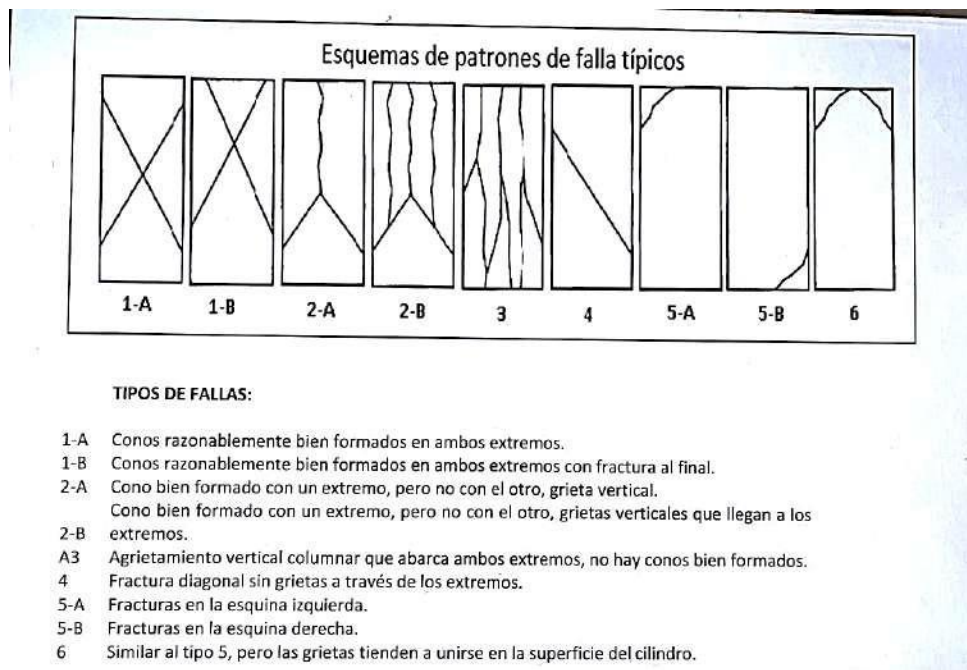 Esquemas de patrones de falla típicos
1-A 1-B 2-A 2-B 3 4 5-A 5-B 6
TIPOS DE FALLAS:
1-A Conos razonablemente bien formados en ambos extremos.
1-B Conos razonablemente bien formados en ambos extremos con fractura al final.
2-A Cono bien formado con un extremo, pero no con el otro, grieta vertical.
Cono bien formado con un extremo, pero no con el otro, grietas verticales que llegan a los
2-B extremos.
A3 Agrietamiento vertical columnar que abarca ambos extremos, no hay conos bien formados.
4 Fractura diagonal sin grietas a través de los extremos.
5-A Fracturas en la esquina izquierda.
5-B Fracturas en la esquina derecha.
6 Similar al tipo 5, pero las grietas tienden a unirse en la superficie del cilindro.